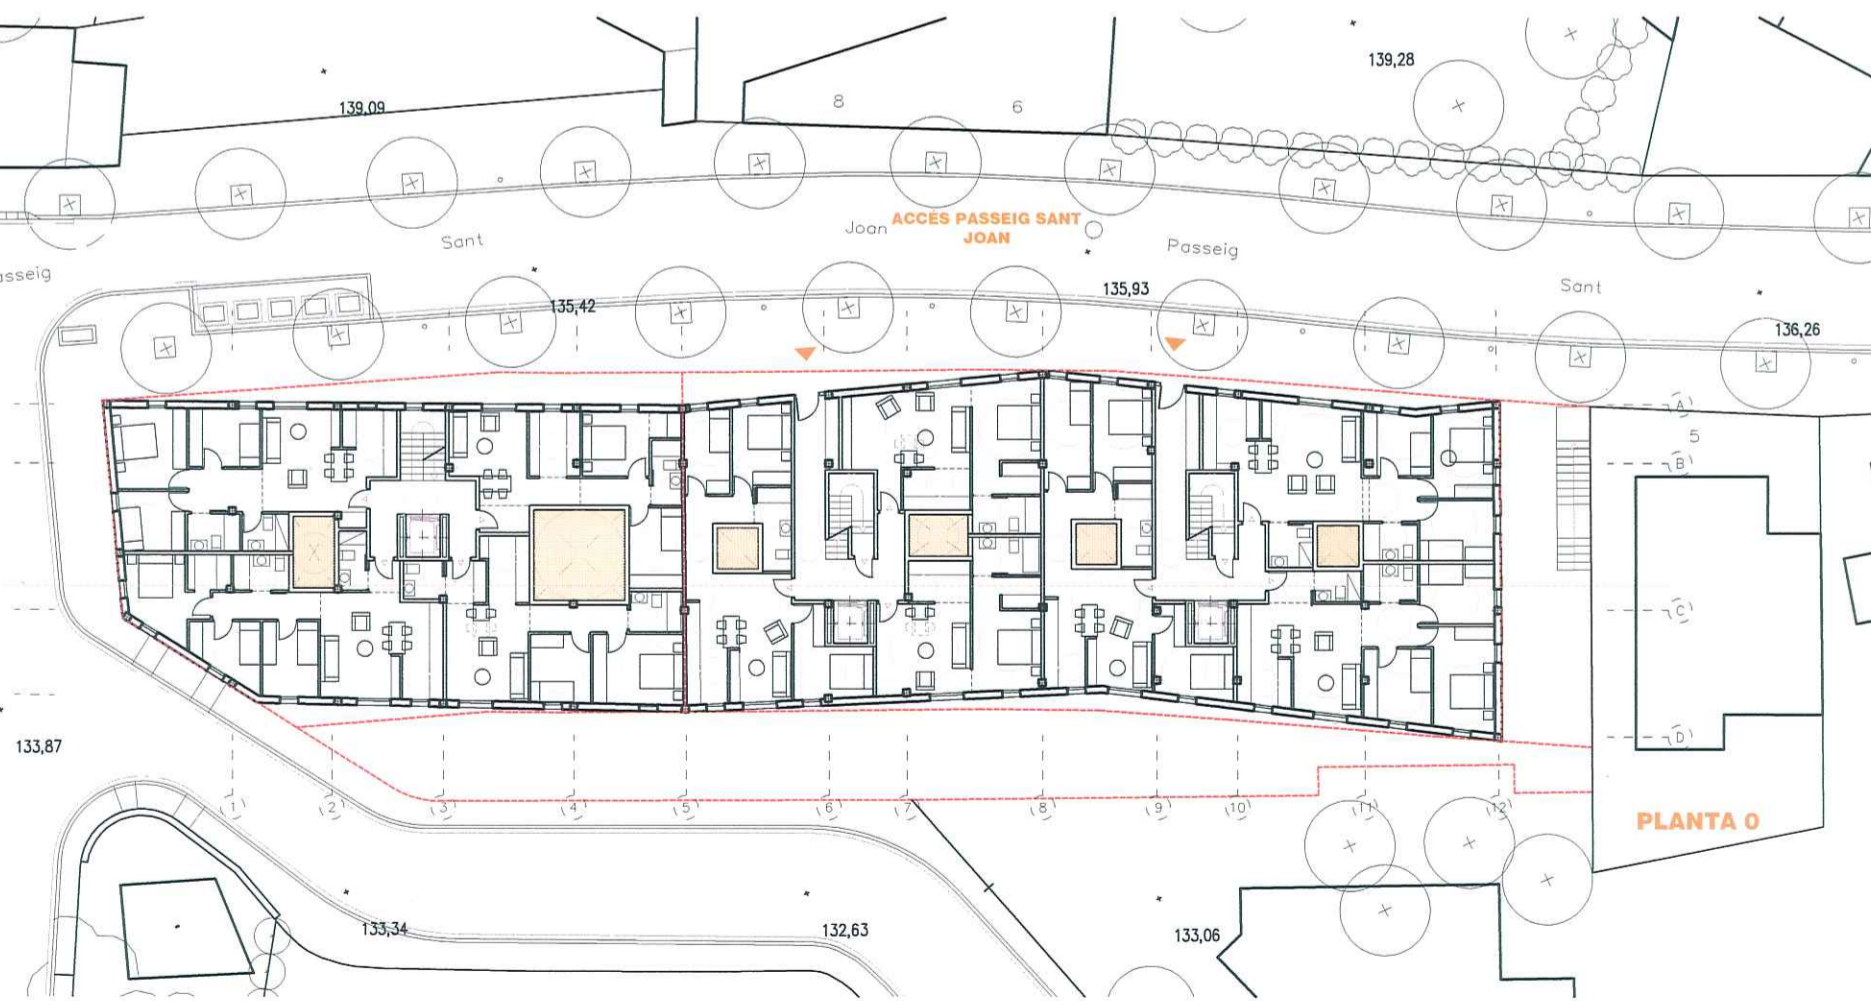 139,28
139,09
8
6
ACCÉS PASSEIG SANT
JOAN
Joan
Sant
Passeig
asseig
Sant
135,93
135,42
136,26
A
5
B
C
D
133,87
1
2
3
4
5
6
7
8
9
10
11
12
PLANTA 0
133,34
132,63
133,06